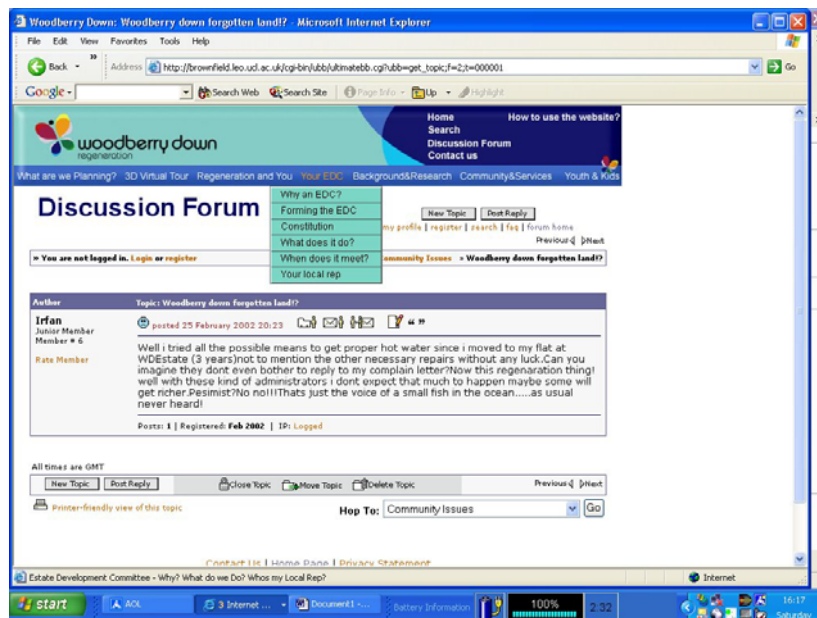 Woodberry Down: Woodberry down forgotten land!? - Microsoft Internet Explorer
File Edit View Favorites Tools Help
Back Address http://brownfield.leo.ucl.ac.uk/cgi-bin/ubb/ultimatebb.cgi?ubb=get_topic;f=2;t=000001 Go
Google Search Web Search Site Page Info Up Highlight
Home How to use the website?
Search
Discussion Forum
Contact us
woodberry down
regeneration
What are we Planning? 3D Virtual Tour Regeneration and You Your EDC Background&Research Community&Services Youth & Kids
Why an EDC?
Forming the EDC
Constitution
What does it do?
When does it meet?
Your local rep
Discussion Forum
New Topic Post Reply
my profile | register | search | faq | forum home
Previous Next
» You are not logged in. Login or register
ommunity Issues » Woodberry down forgotten land!?
Author Topic: Woodberry down forgotten land!?
Irfan
Junior Member
Member # 6
Rate Member
posted 25 February 2002 20:23
Well i tried all the possible means to get proper hot water since i moved to my flat at
WDEstate (3 years)not to mention the other necessary repairs without any luck.Can you
imagine they dont even bother to reply to my complain letter?Now this regenaration thing!
well with these kind of administrators i dont expect that much to happen maybe some will
get richer.Pesimist?No no!!!Thats just the voice of a small fish in the ocean.....as usual
never heard!
Posts: 1 | Registered: Feb 2002 | IP: Logged
All times are GMT
New Topic Post Reply Close Topic Move Topic Delete Topic Previous Next
Printer-friendly view of this topic Hop To: Community Issues Go
Contact Us | Home Page | Privacy Statement
Estate Development Committee - Why? What do we Do? Whos my Local Rep? Internet
start AOL 3 Internet ... Document1 -... Battery Information 100% 2:32 16:17
Saturday